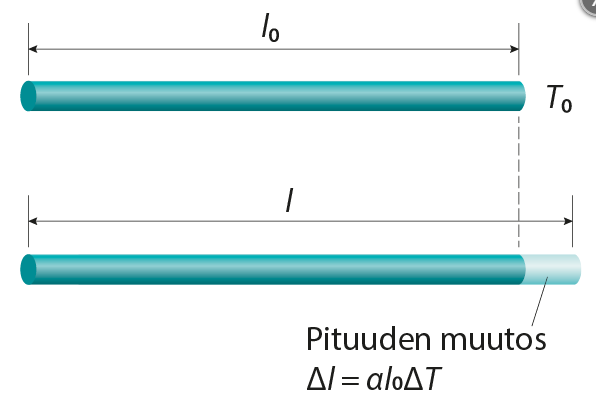 l₀
T₀
l
Pituuden muutos
Δl = αl₀ΔT